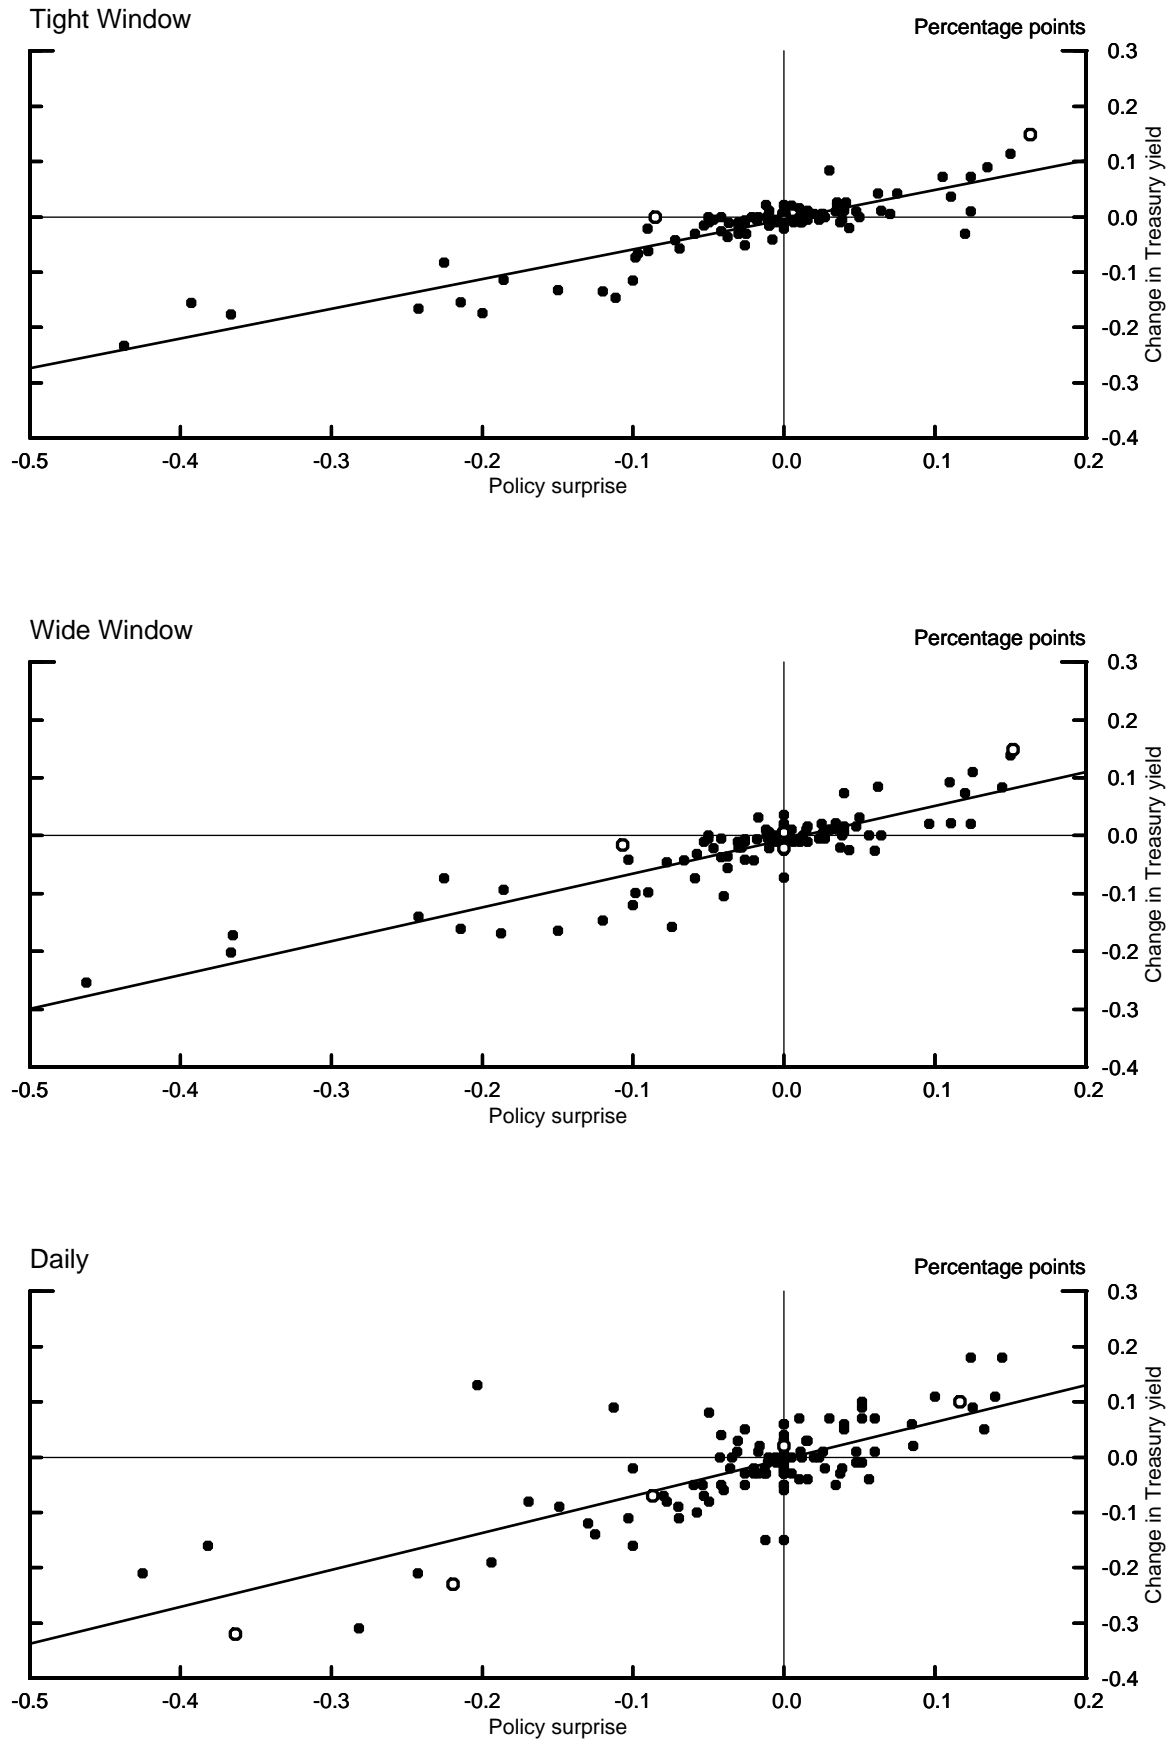 Tight Window
Percentage points
0.3
0.2
0.1
0.0
-0.1
-0.2
-0.3
-0.4
Change in Treasury yield
-0.5 -0.4 -0.3 -0.2 -0.1 0.0 0.1 0.2
Policy surprise
Wide Window
Percentage points
0.3
0.2
0.1
0.0
-0.1
-0.2
-0.3
-0.4
Change in Treasury yield
-0.5 -0.4 -0.3 -0.2 -0.1 0.0 0.1 0.2
Policy surprise
Daily
Percentage points
0.3
0.2
0.1
0.0
-0.1
-0.2
-0.3
-0.4
Change in Treasury yield
-0.5 -0.4 -0.3 -0.2 -0.1 0.0 0.1 0.2
Policy surprise